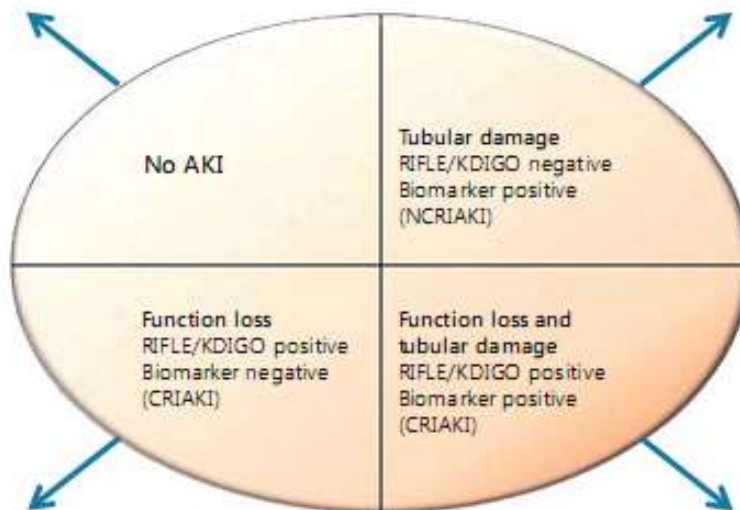 No AKI
Tubular damage
RIFLE/KDIGO negative
Biomarker positive
(NCRIAKI)
Function loss
RIFLE/KDIGO positive
Biomarker negative
(CRIAKI)
Function loss and
tubular damage
RIFLE/KDIGO positive
Biomarker positive
(CRIAKI)